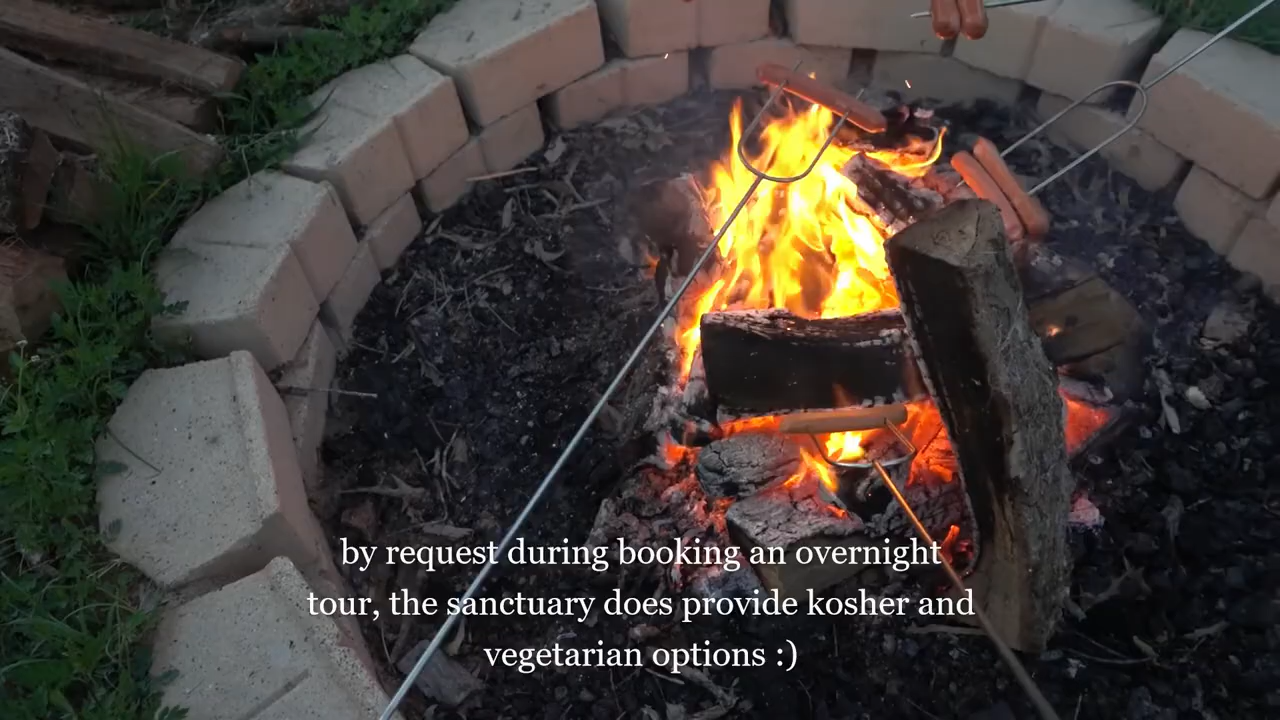 by request during booking an overnight
tour, the sanctuary does provide kosher and
vegetarian options :)